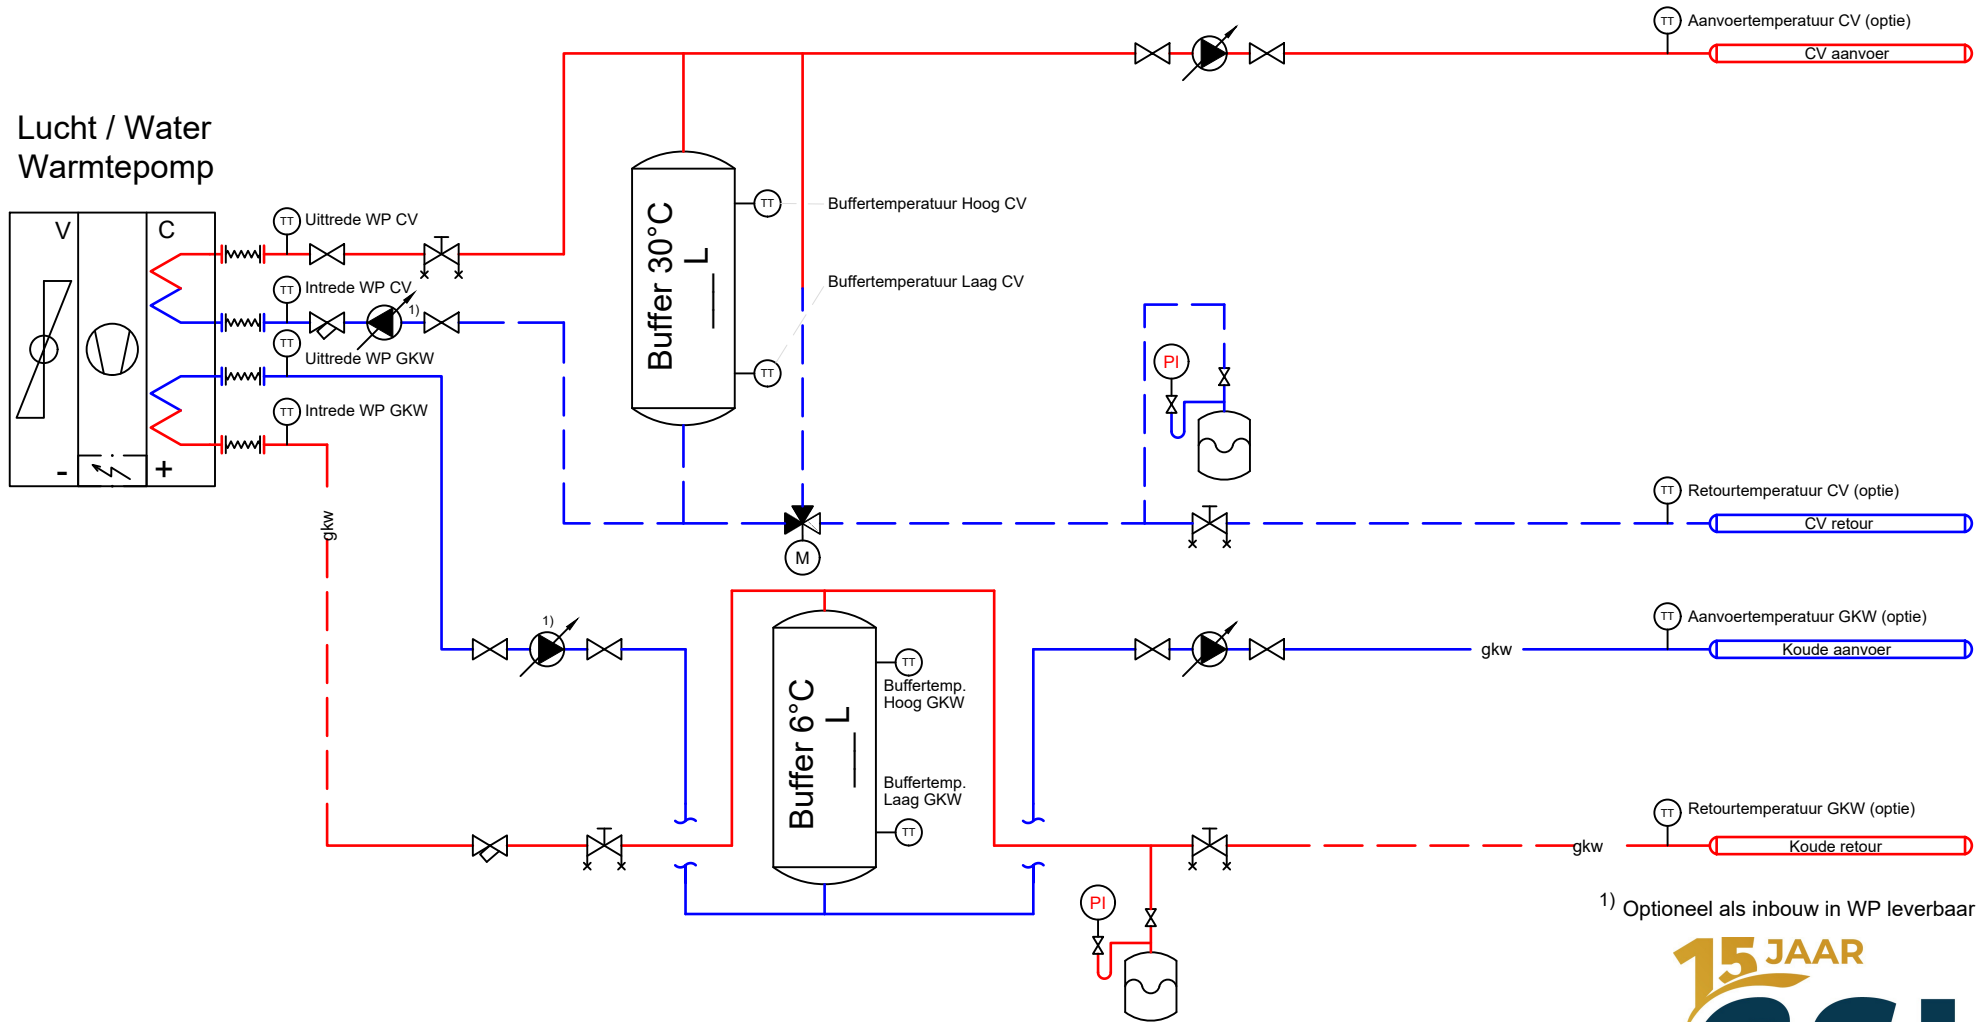 TT Aanvoertemperatuur CV (optie)
CV aanvoer
Lucht / Water
Warmtepomp
V
C
TT Uittrede WP CV
TT Intrede WP CV
1)
TT
Uittrede WP GKW
TT Intrede WP GKW
- +
gkw
Buffer 30°C
___ L
TT Buffertemperatuur Hoog CV
Buffertemperatuur Laag CV
TT
PI
M
TT Retourtemperatuur CV (optie)
CV retour
1)
Buffer 6°C
___ L
TT
Buffertemp.
Hoog GKW
Buffertemp.
Laag GKW
TT
gkw
TT Aanvoertemperatuur GKW (optie)
Koude aanvoer
TT Retourtemperatuur GKW (optie)
gkw
Koude retour
PI
1) Optioneel als inbouw in WP leverbaar
15 JAAR